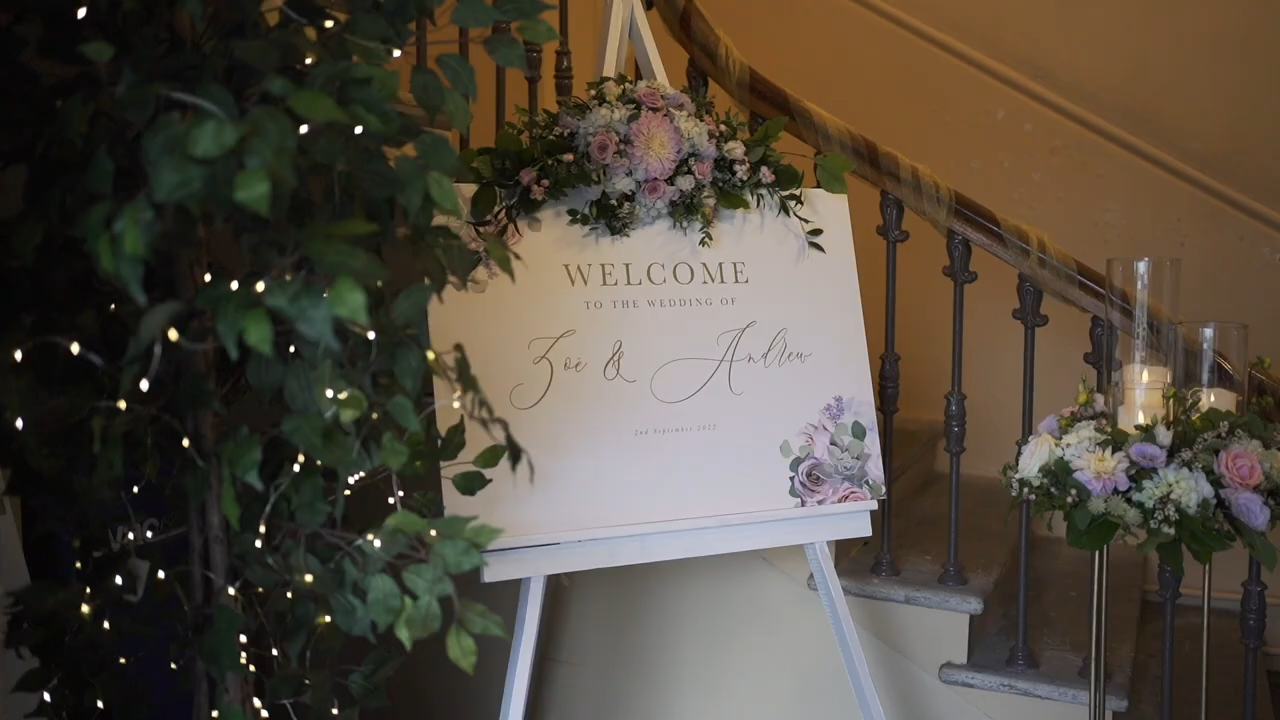 WELCOME
TO THE WEDDING OF
Zoë & Andrew
2nd September 2022